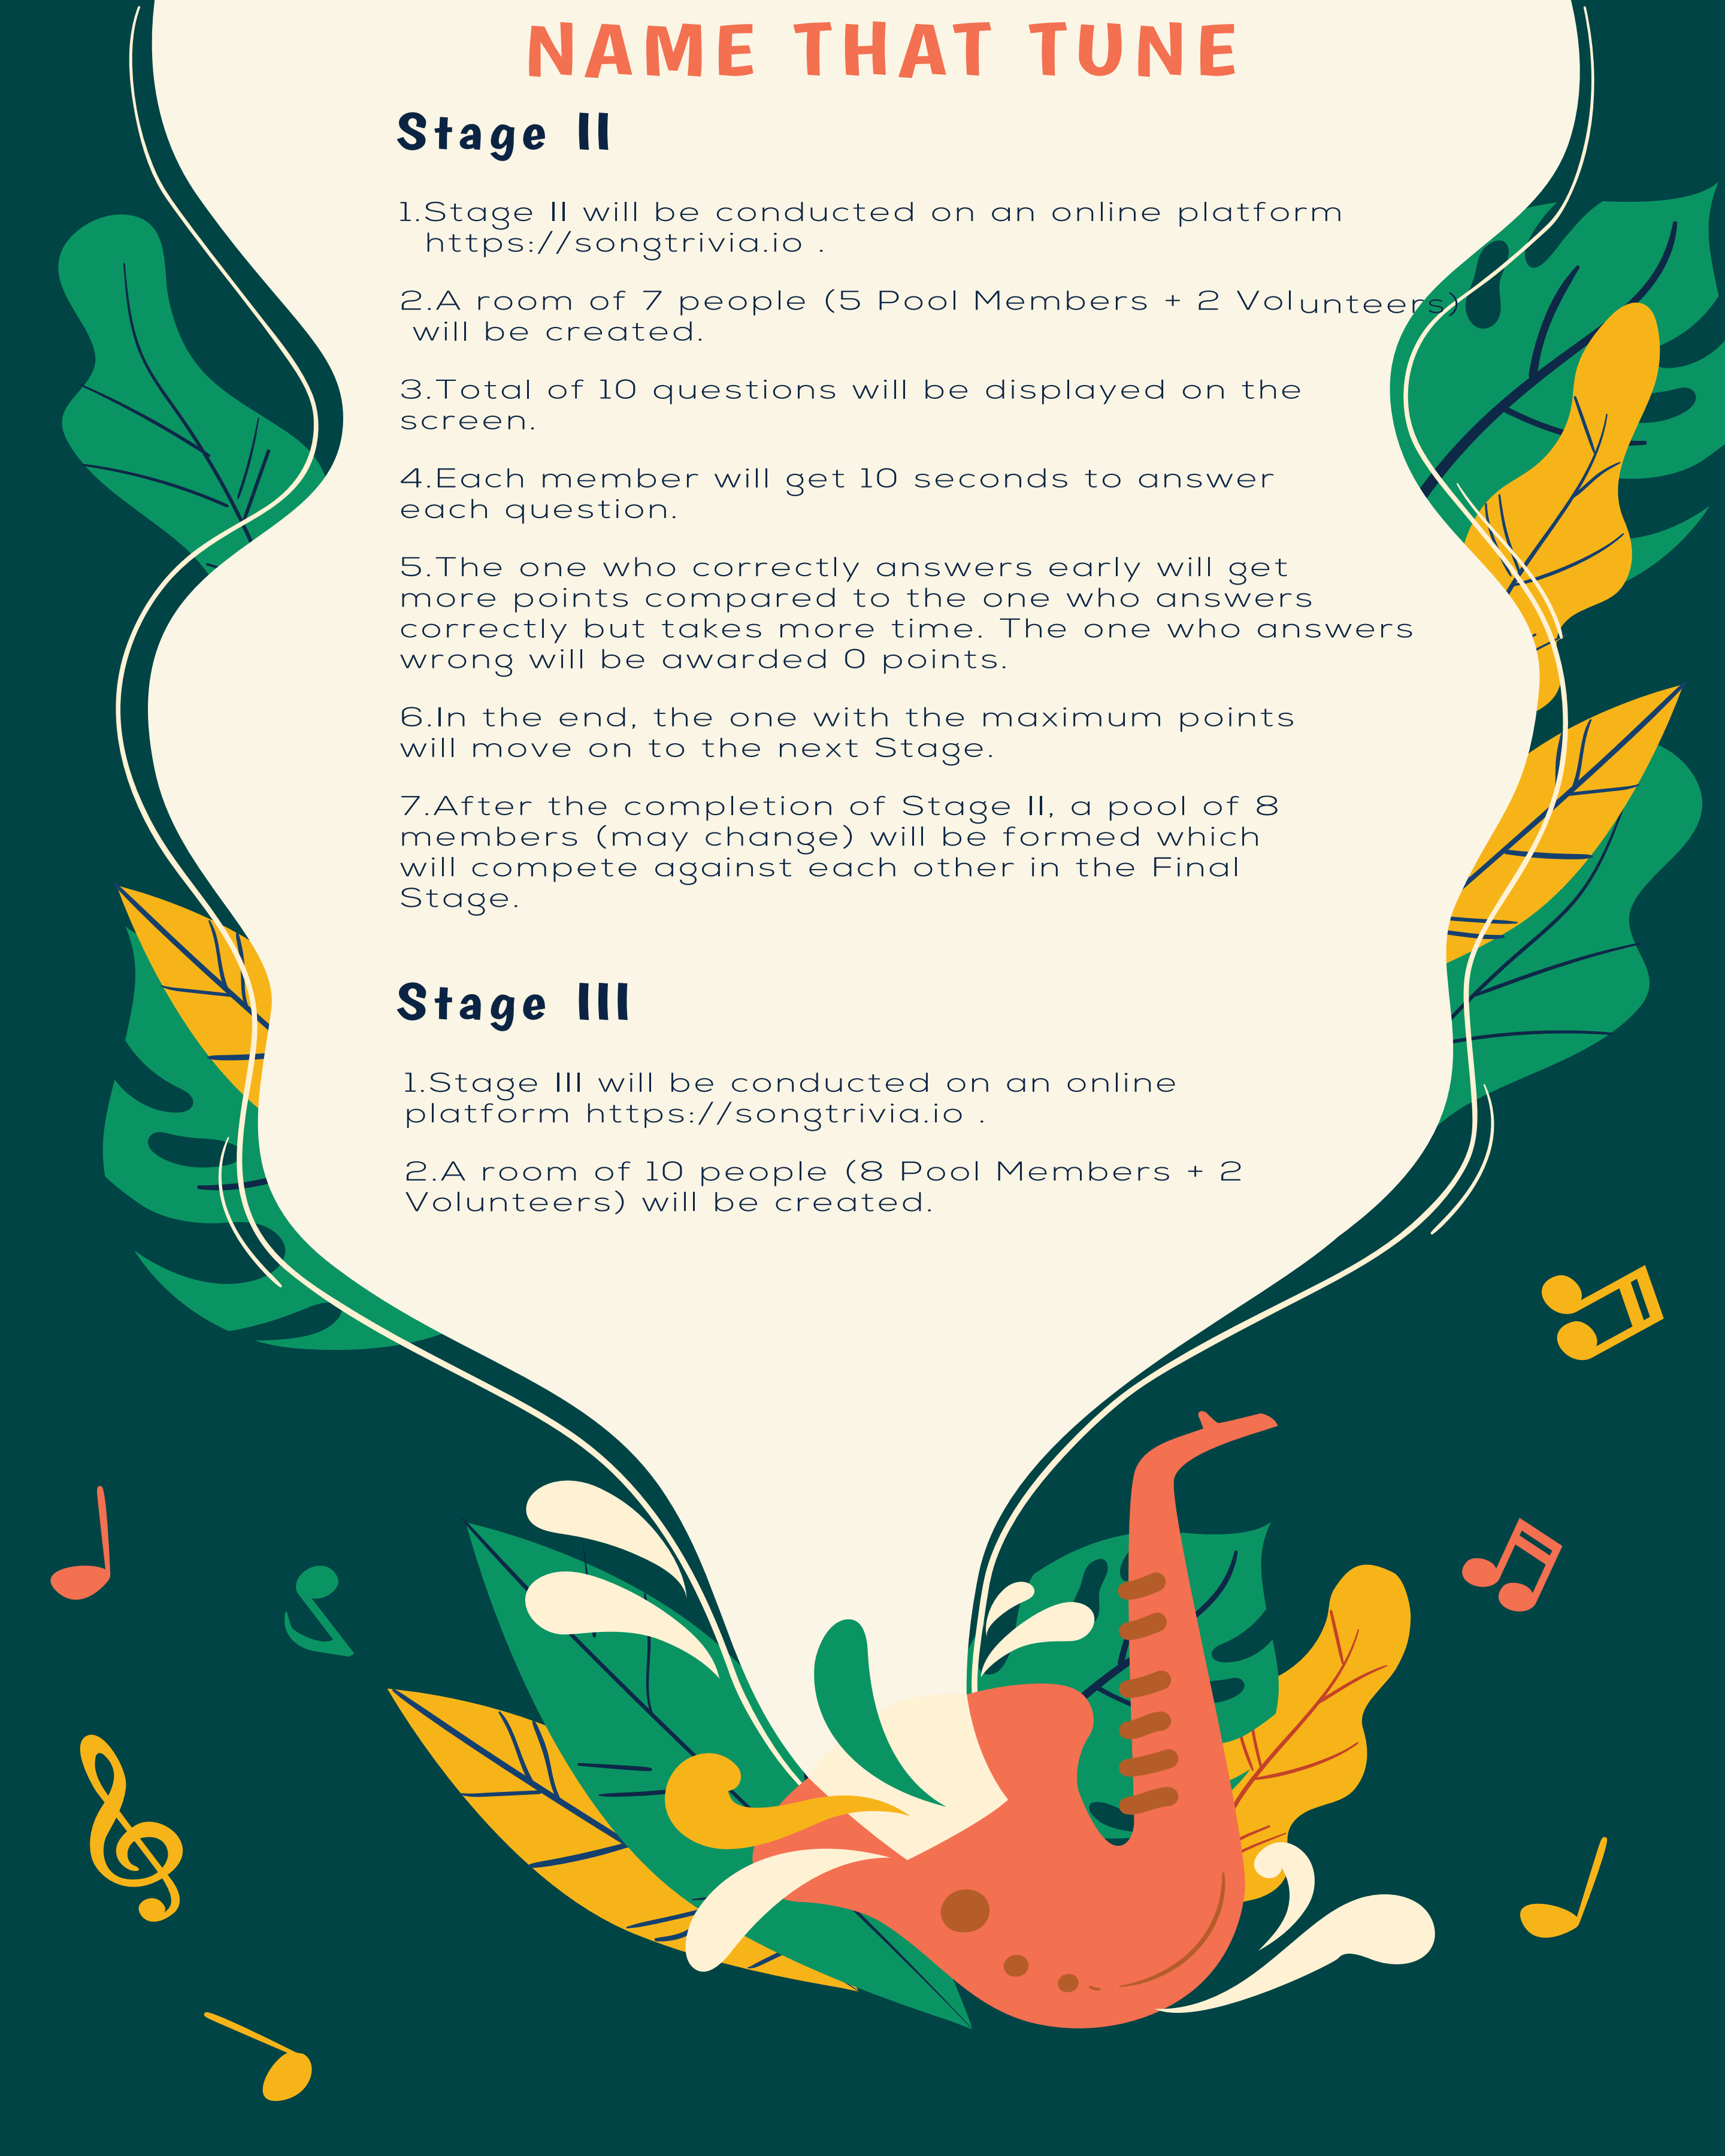 NAME THAT TUNE
Stage II
1.Stage II will be conducted on an online platform
https://songtrivia.io .
2.A room of 7 people (5 Pool Members + 2 Volunteers)
will be created.
3.Total of 10 questions will be displayed on the
screen.
4.Each member will get 10 seconds to answer
each question.
5.The one who correctly answers early will get
more points compared to the one who answers
correctly but takes more time. The one who answers
wrong will be awarded 0 points.
6.In the end, the one with the maximum points
will move on to the next Stage.
7.After the completion of Stage II, a pool of 8
members (may change) will be formed which
will compete against each other in the Final
Stage.
Stage III
1.Stage III will be conducted on an online
platform https://songtrivia.io .
2.A room of 10 people (8 Pool Members + 2
Volunteers) will be created.